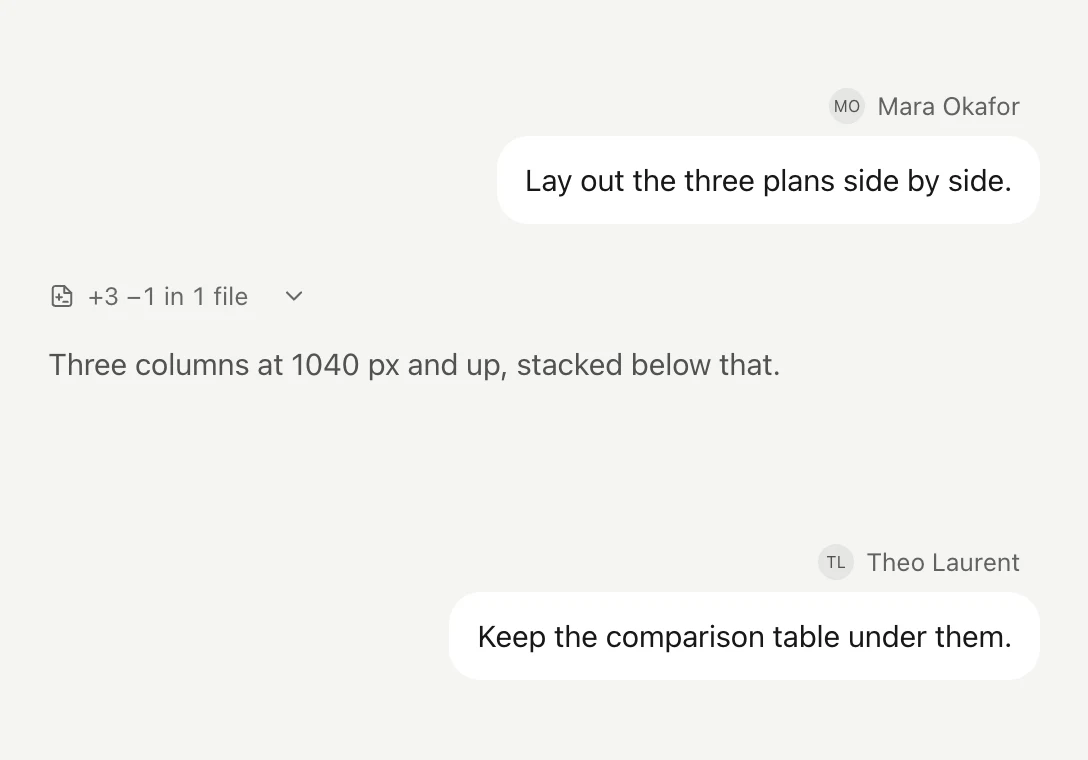 MO Mara Okafor
Lay out the three plans side by side.
+3 −1 in 1 file
Three columns at 1040 px and up, stacked below that.
TL Theo Laurent
Keep the comparison table under them.